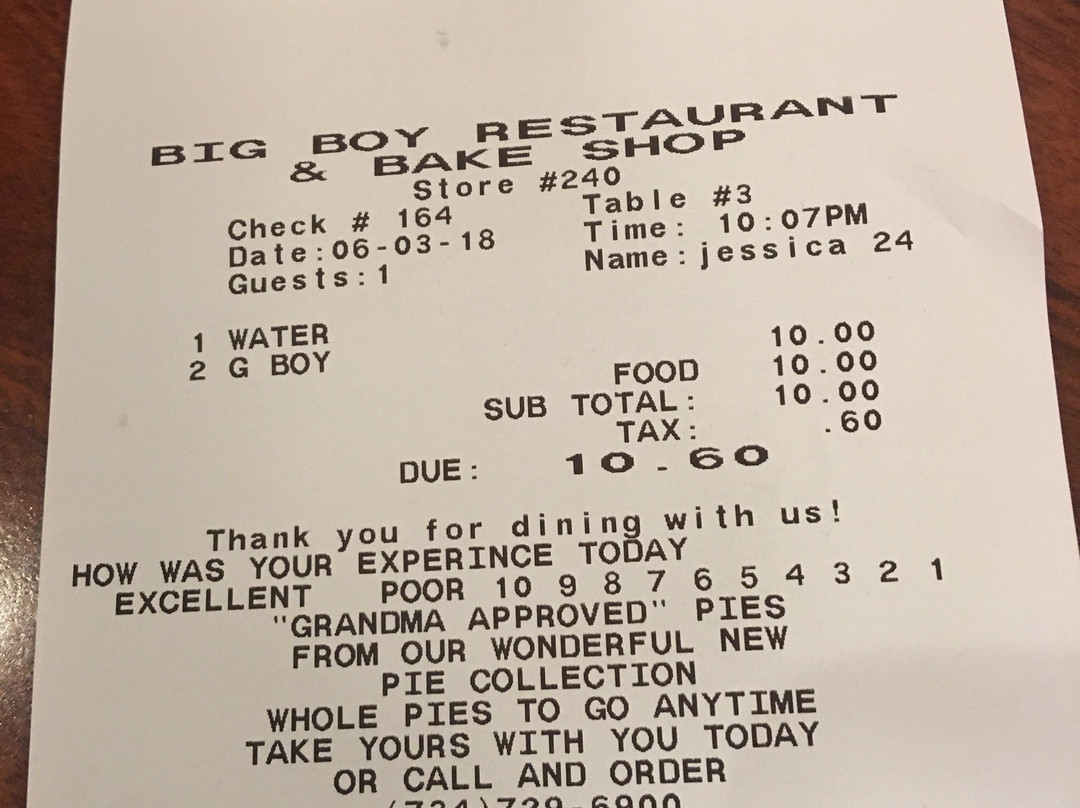 BIG BOY RESTAURANT
& BAKE SHOP
Store #240
Check # 164 Table #3
Date:06-03-18 Time: 10:07PM
Guests:1 Name:jessica 24
1 WATER
2 G BOY 10.00
FOOD 10.00
SUB TOTAL: 10.00
TAX: .60
DUE: 10.60
Thank you for dining with us!
HOW WAS YOUR EXPERINCE TODAY
EXCELLENT POOR 10 9 8 7 6 5 4 3 2 1
"GRANDMA APPROVED" PIES
FROM OUR WONDERFUL NEW
PIE COLLECTION
WHOLE PIES TO GO ANYTIME
TAKE YOURS WITH YOU TODAY
OR CALL AND ORDER